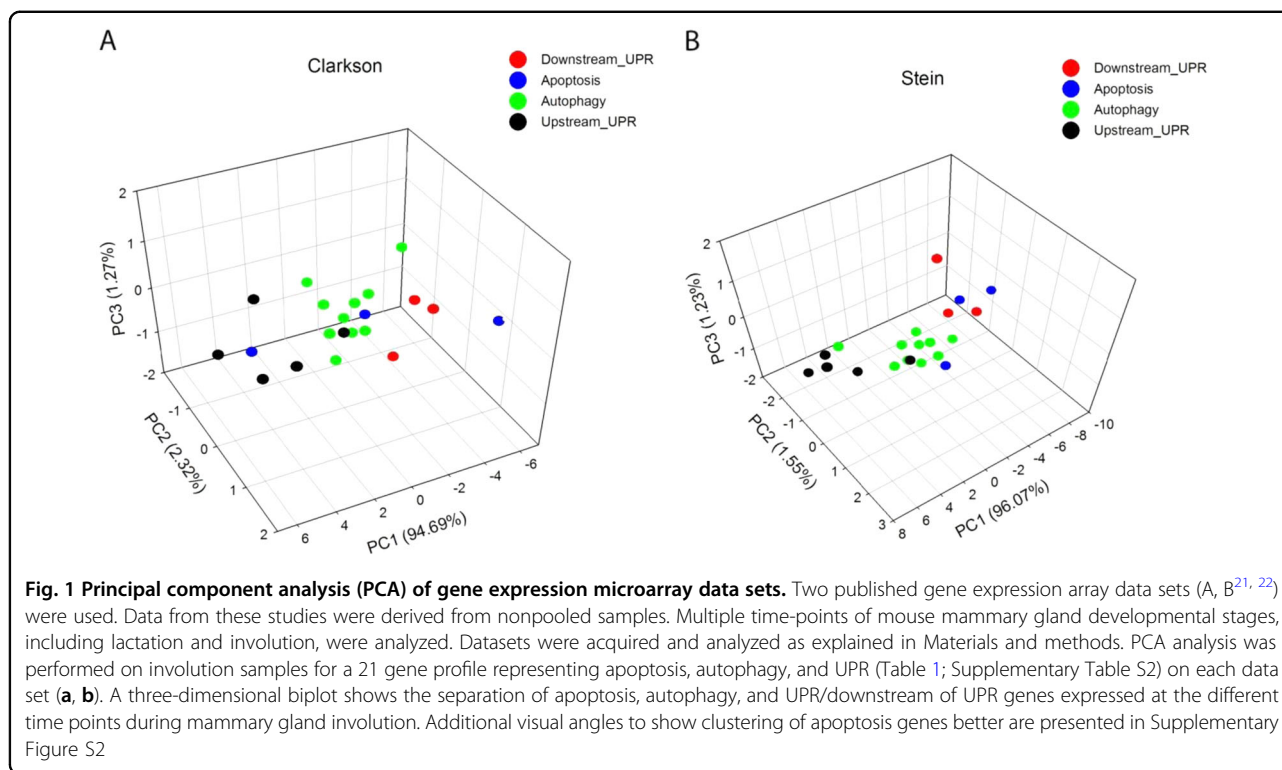 A
Clarkson
Downstream_UPR
Apoptosis
Autophagy
Upstream_UPR
2
1
0
-1
-2
PC3 (1.27%)
-1
0
1
2
PC2 (2.32%)
6
4
2
0
-2
-4
-6
PC1 (94.69%)
B
Stein
Downstream_UPR
Apoptosis
Autophagy
Upstream_UPR
2
1
0
-1
-2
PC3 (1.23%)
-2
-1
0
1
2
3
PC2 (1.55%)
8
6
4
2
0
-2
-4
-6
-8
-10
PC1 (96.07%)
Fig. 1 Principal component analysis (PCA) of gene expression microarray data sets. Two published gene expression array data sets (A, B21, 22)
were used. Data from these studies were derived from nonpooled samples. Multiple time-points of mouse mammary gland developmental stages,
including lactation and involution, were analyzed. Datasets were acquired and analyzed as explained in Materials and methods. PCA analysis was
performed on involution samples for a 21 gene profile representing apoptosis, autophagy, and UPR (Table 1; Supplementary Table S2) on each data
set (a, b). A three-dimensional biplot shows the separation of apoptosis, autophagy, and UPR/downstream of UPR genes expressed at the different
time points during mammary gland involution. Additional visual angles to show clustering of apoptosis genes better are presented in Supplementary
Figure S2